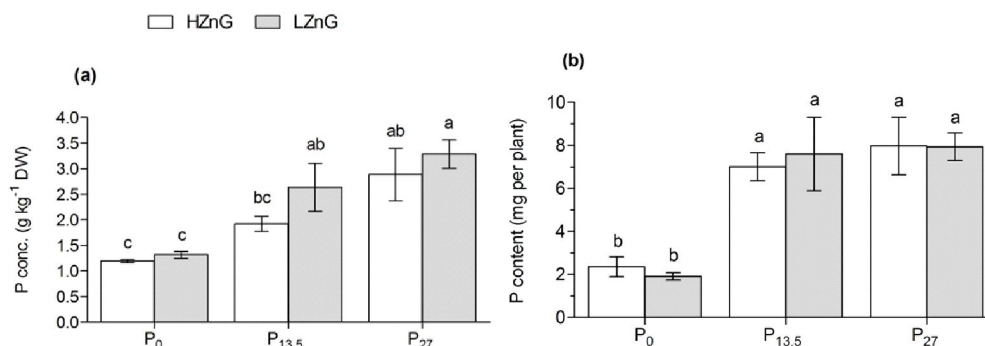 HZnG LZnG
(a)
P conc. (g kg⁻¹ DW)
4.0
3.5
3.0
2.5
2.0
1.5
1.0
0.5
0.0
c c bc ab ab a
P₀ P₁₃.₅ P₂₇
(b)
P content (mg per plant)
10
8
6
4
2
0
b b a a a a
P₀ P₁₃.₅ P₂₇